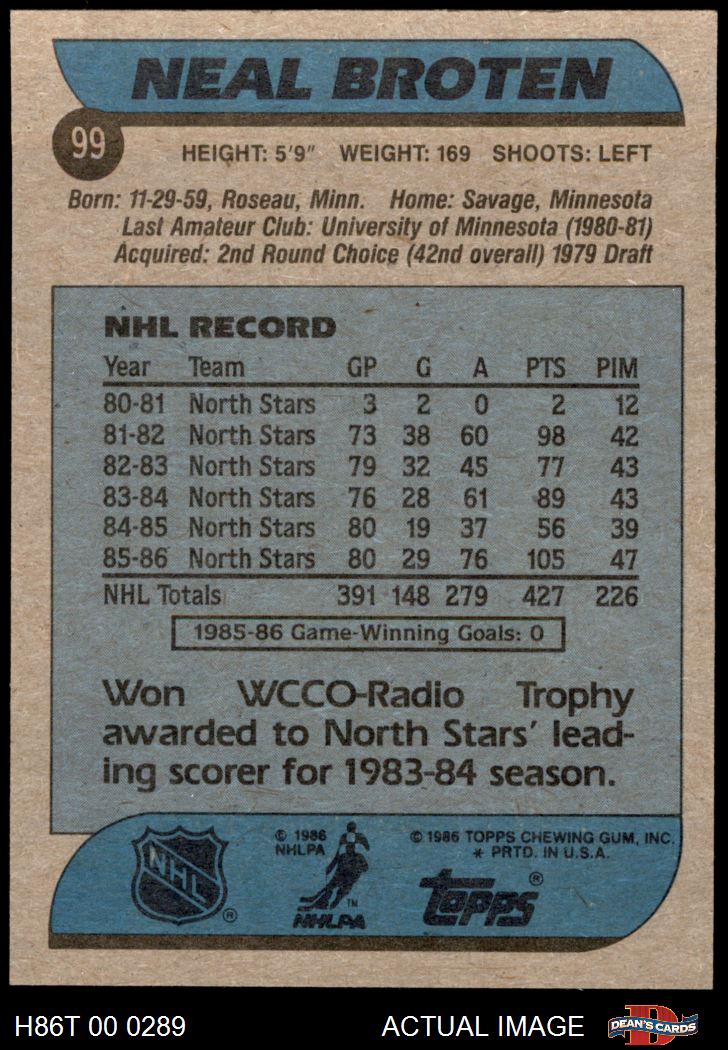 NEAL BROTEN
99
HEIGHT: 5'9" WEIGHT: 169 SHOOTS: LEFT
Born: 11-29-59, Roseau, Minn. Home: Savage, Minnesota
Last Amateur Club: University of Minnesota (1980-81)
Acquired: 2nd Round Choice (42nd overall) 1979 Draft
NHL RECORD
Year Team GP G A PTS PIM
80-81 North Stars 3 2 0 2 12
81-82 North Stars 73 38 60 98 42
82-83 North Stars 79 32 45 77 43
83-84 North Stars 76 28 61 89 43
84-85 North Stars 80 19 37 56 39
85-86 North Stars 80 29 76 105 47
NHL Totals 391 148 279 427 226
1985-86 Game-Winning Goals: 0
Won WCCO-Radio Trophy
awarded to North Stars' lead-
ing scorer for 1983-84 season.
NHL ®
© 1986
NHLPA
TM
NHLPA
© 1986 TOPPS CHEWING GUM, INC.
* PRTD. IN U.S.A.
topps ®
H86T 00 0289 ACTUAL IMAGE
D
DEAN'S CARDS